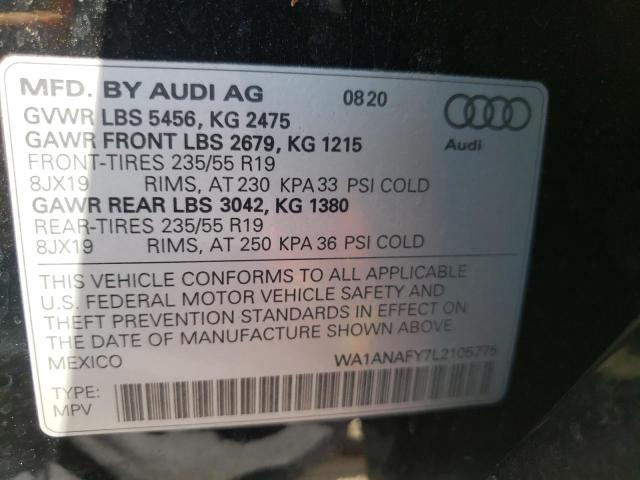 MFD. BY AUDI AG 0820
GVWR LBS 5456, KG 2475
GAWR FRONT LBS 2679, KG 1215
Audi
FRONT-TIRES 235/55 R19
8JX19 RIMS, AT 230 KPA 33 PSI COLD
GAWR REAR LBS 3042, KG 1380
REAR-TIRES 235/55 R19
8JX19 RIMS, AT 250 KPA 36 PSI COLD
THIS VEHICLE CONFORMS TO ALL APPLICABLE
U.S. FEDERAL MOTOR VEHICLE SAFETY AND
THEFT PREVENTION STANDARDS IN EFFECT ON
THE DATE OF MANUFACTURE SHOWN ABOVE.
MEXICO WA1ANAFY7L2105775
TYPE:
MPV